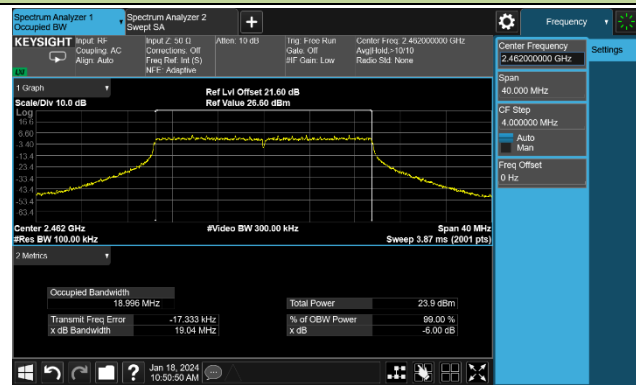 Spectrum Analyzer 1
Occupied BW
Spectrum Analyzer 2
Swept SA
+
Frequency
KEYSIGHT
Input: RF
Coupling: AC
Align: Auto
Input Z: 50 Ω
Corrections: Off
Freq Ref: Int (S)
NFE: Adaptive
Atten: 10 dB
Trig: Free Run
Gate: Off
#IF Gain: Low
Center Freq: 2.462000000 GHz
Avg|Hold:>10/10
Radio Std: None
LW
Center Frequency
2.462000000 GHz
Settings
Span
40.000 MHz
CF Step
4.000000 MHz
Auto
Man
Freq Offset
0 Hz
1 Graph
Scale/Div 10.0 dB
Ref Lvl Offset 21.60 dB
Ref Value 26.60 dBm
Log
16.6
6.60
-3.40
-13.4
-23.4
-33.4
-43.4
-53.4
-63.4
Center 2.462 GHz
#Video BW 300.00 kHz
Span 40 MHz
#Res BW 100.00 kHz
Sweep 3.87 ms (2001 pts)
2 Metrics
Occupied Bandwidth
18.996 MHz
Total Power
23.9 dBm
Transmit Freq Error
-17.333 kHz
% of OBW Power
99.00 %
x dB Bandwidth
19.04 MHz
x dB
-6.00 dB
?
Jan 18, 2024
10:50:50 AM